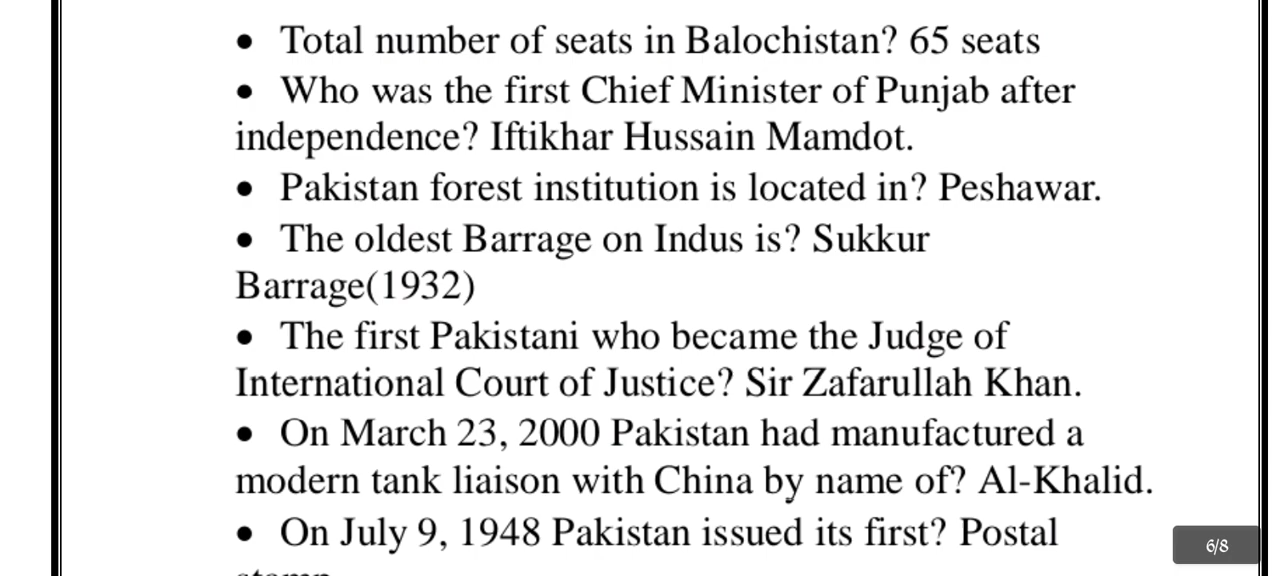 • Total number of seats in Balochistan? 65 seats
• Who was the first Chief Minister of Punjab after
independence? Iftikhar Hussain Mamdot.
• Pakistan forest institution is located in? Peshawar.
• The oldest Barrage on Indus is? Sukkur
Barrage(1932)
• The first Pakistani who became the Judge of
International Court of Justice? Sir Zafarullah Khan.
• On March 23, 2000 Pakistan had manufactured a
modern tank liaison with China by name of? Al-Khalid.
• On July 9, 1948 Pakistan issued its first? Postal
6/8